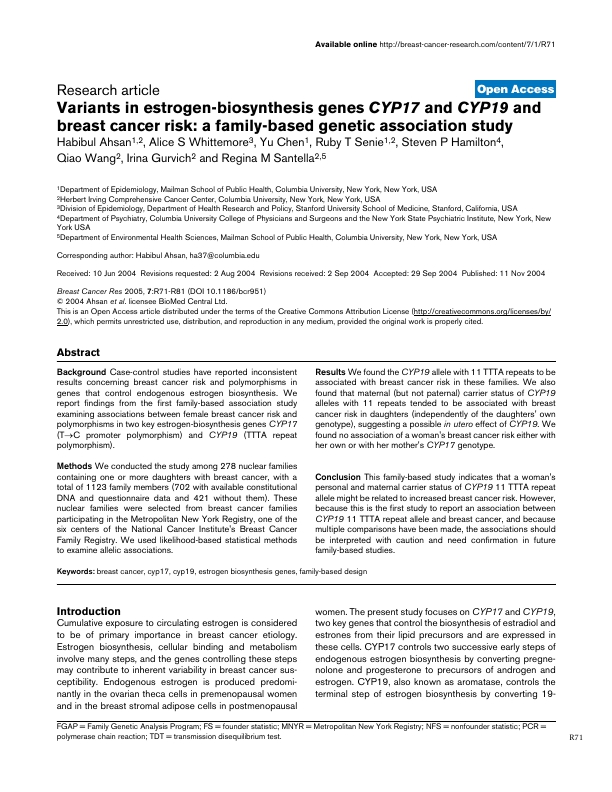 Available online http://breast-cancer-research.com/content/7/1/R71
Research article
Open Access
Variants in estrogen-biosynthesis genes CYP17 and CYP19 and
breast cancer risk: a family-based genetic association study
Habibul Ahsan1,2, Alice S Whittemore3, Yu Chen1, Ruby T Senie1,2, Steven P Hamilton4,
Qiao Wang2, Irina Gurvich2 and Regina M Santella2,5
1Department of Epidemiology, Mailman School of Public Health, Columbia University, New York, New York, USA
2Herbert Irving Comprehensive Cancer Center, Columbia University, New York, New York, USA
3Division of Epidemiology, Department of Health Research and Policy, Stanford University School of Medicine, Stanford, California, USA
4Department of Psychiatry, Columbia University College of Physicians and Surgeons and the New York State Psychiatric Institute, New York, New
York USA
5Department of Environmental Health Sciences, Mailman School of Public Health, Columbia University, New York, New York, USA
Corresponding author: Habibul Ahsan, ha37@columbia.edu
Received: 10 Jun 2004 Revisions requested: 2 Aug 2004 Revisions received: 2 Sep 2004 Accepted: 29 Sep 2004 Published: 11 Nov 2004
Breast Cancer Res 2005, 7:R71-R81 (DOI 10.1186/bcr951)
© 2004 Ahsan et al. licensee BioMed Central Ltd.
This is an Open Access article distributed under the terms of the Creative Commons Attribution License (http://creativecommons.org/licenses/by/
2.0), which permits unrestricted use, distribution, and reproduction in any medium, provided the original work is properly cited.
Abstract
Background Case-control studies have reported inconsistent
results concerning breast cancer risk and polymorphisms in
genes that control endogenous estrogen biosynthesis. We
report findings from the first family-based association study
examining associations between female breast cancer risk and
polymorphisms in two key estrogen-biosynthesis genes CYP17
(T→C promoter polymorphism) and CYP19 (TTTA repeat
polymorphism).
Methods We conducted the study among 278 nuclear families
containing one or more daughters with breast cancer, with a
total of 1123 family members (702 with available constitutional
DNA and questionnaire data and 421 without them). These
nuclear families were selected from breast cancer families
participating in the Metropolitan New York Registry, one of the
six centers of the National Cancer Institute's Breast Cancer
Family Registry. We used likelihood-based statistical methods
to examine allelic associations.
Results We found the CYP19 allele with 11 TTTA repeats to be
associated with breast cancer risk in these families. We also
found that maternal (but not paternal) carrier status of CYP19
alleles with 11 repeats tended to be associated with breast
cancer risk in daughters (independently of the daughters' own
genotype), suggesting a possible in utero effect of CYP19. We
found no association of a woman's breast cancer risk either with
her own or with her mother's CYP17 genotype.
Conclusion This family-based study indicates that a woman's
personal and maternal carrier status of CYP19 11 TTTA repeat
allele might be related to increased breast cancer risk. However,
because this is the first study to report an association between
CYP19 11 TTTA repeat allele and breast cancer, and because
multiple comparisons have been made, the associations should
be interpreted with caution and need confirmation in future
family-based studies.
Keywords: breast cancer, cyp17, cyp19, estrogen biosynthesis genes, family-based design
Introduction
Cumulative exposure to circulating estrogen is considered
to be of primary importance in breast cancer etiology.
Estrogen biosynthesis, cellular binding and metabolism
involve many steps, and the genes controlling these steps
may contribute to inherent variability in breast cancer sus-
ceptibility. Endogenous estrogen is produced predomi-
nantly in the ovarian theca cells in premenopausal women
and in the breast stromal adipose cells in postmenopausal
women. The present study focuses on CYP17 and CYP19,
two key genes that control the biosynthesis of estradiol and
estrones from their lipid precursors and are expressed in
these cells. CYP17 controls two successive early steps of
endogenous estrogen biosynthesis by converting pregne-
nolone and progesterone to precursors of androgen and
estrogen. CYP19, also known as aromatase, controls the
terminal step of estrogen biosynthesis by converting 19-
FGAP = Family Genetic Analysis Program; FS = founder statistic; MNYR = Metropolitan New York Registry; NFS = nonfounder statistic; PCR =
polymerase chain reaction; TDT = transmission disequilibrium test.
R71